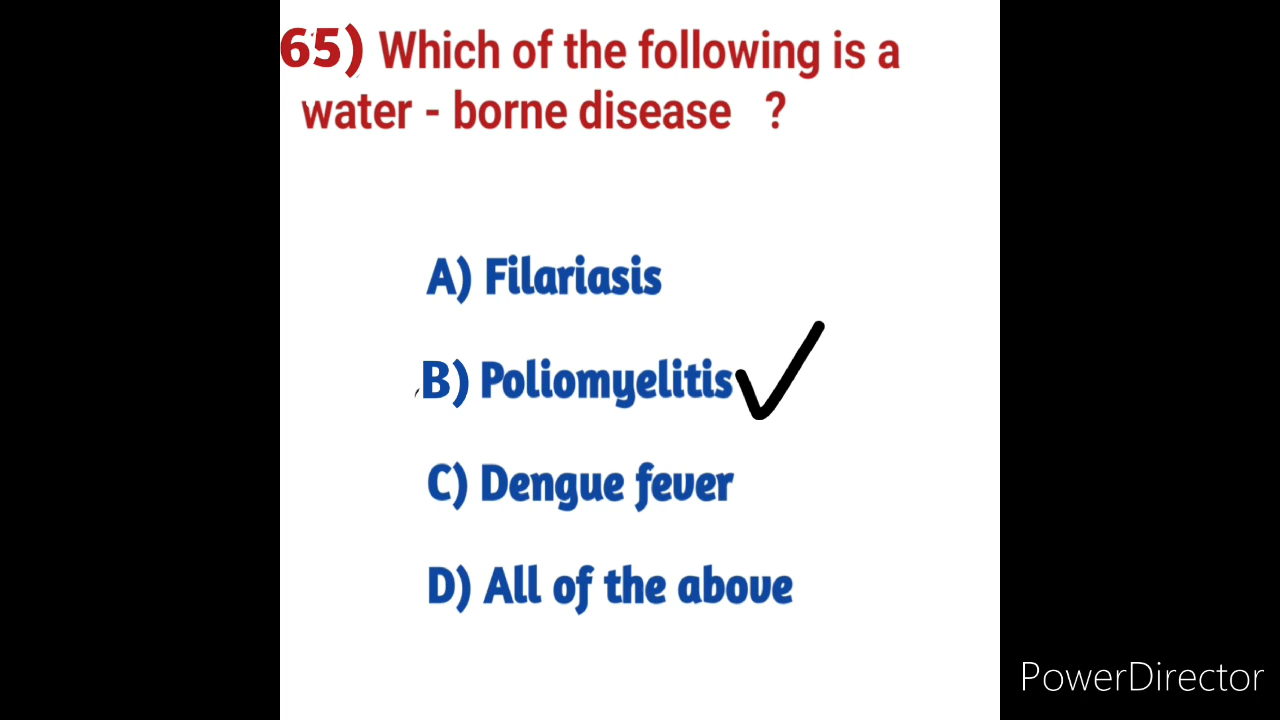 65) Which of the following is a
water - borne disease ?
A) Filariasis
B) Poliomyelitis
C) Dengue fever
D) All of the above
PowerDirector